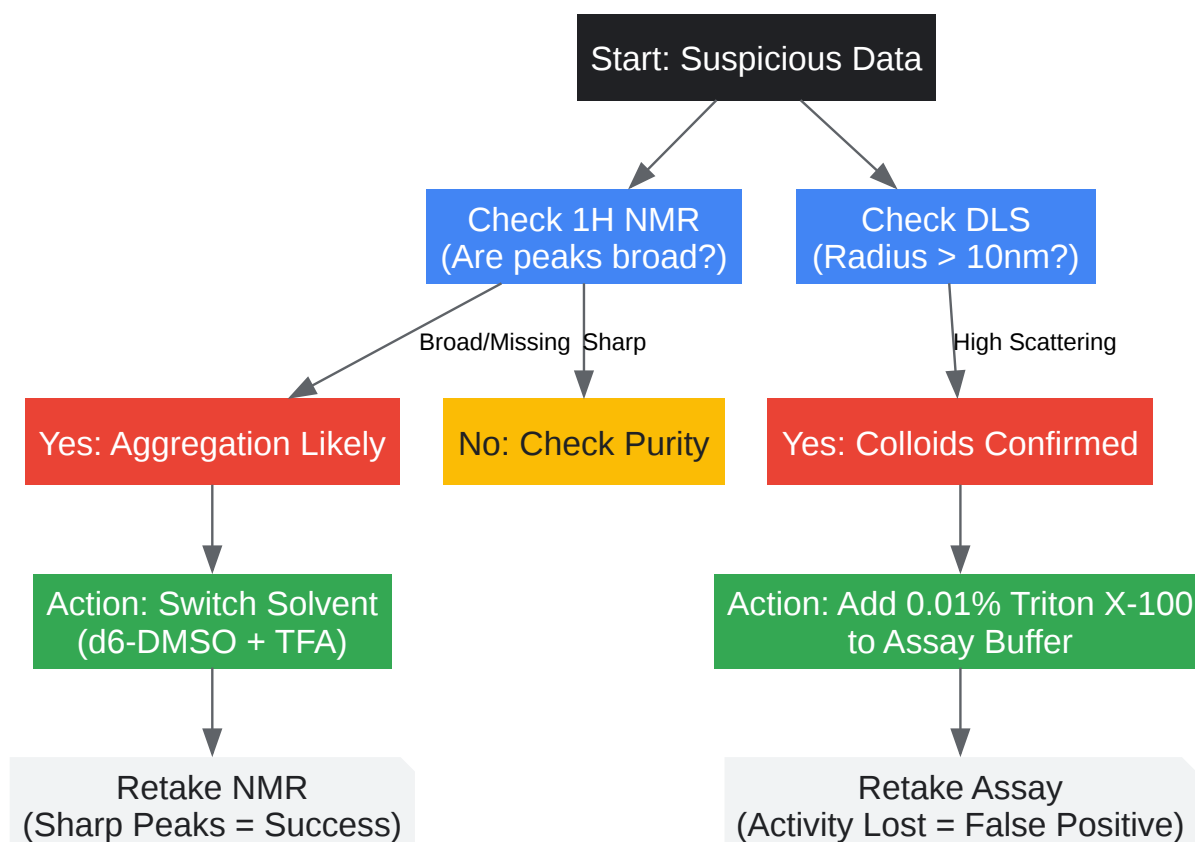 Start: Suspicious Data
Check 1H NMR
(Are peaks broad?)
Check DLS
(Radius > 10nm?)
Broad/Missing
Sharp
High Scattering
Yes: Aggregation Likely
No: Check Purity
Yes: Colloids Confirmed
Action: Switch Solvent
(d6-DMSO + TFA)
Action: Add 0.01% Triton X-100
to Assay Buffer
Retake NMR
(Sharp Peaks = Success)
Retake Assay
(Activity Lost = False Positive)